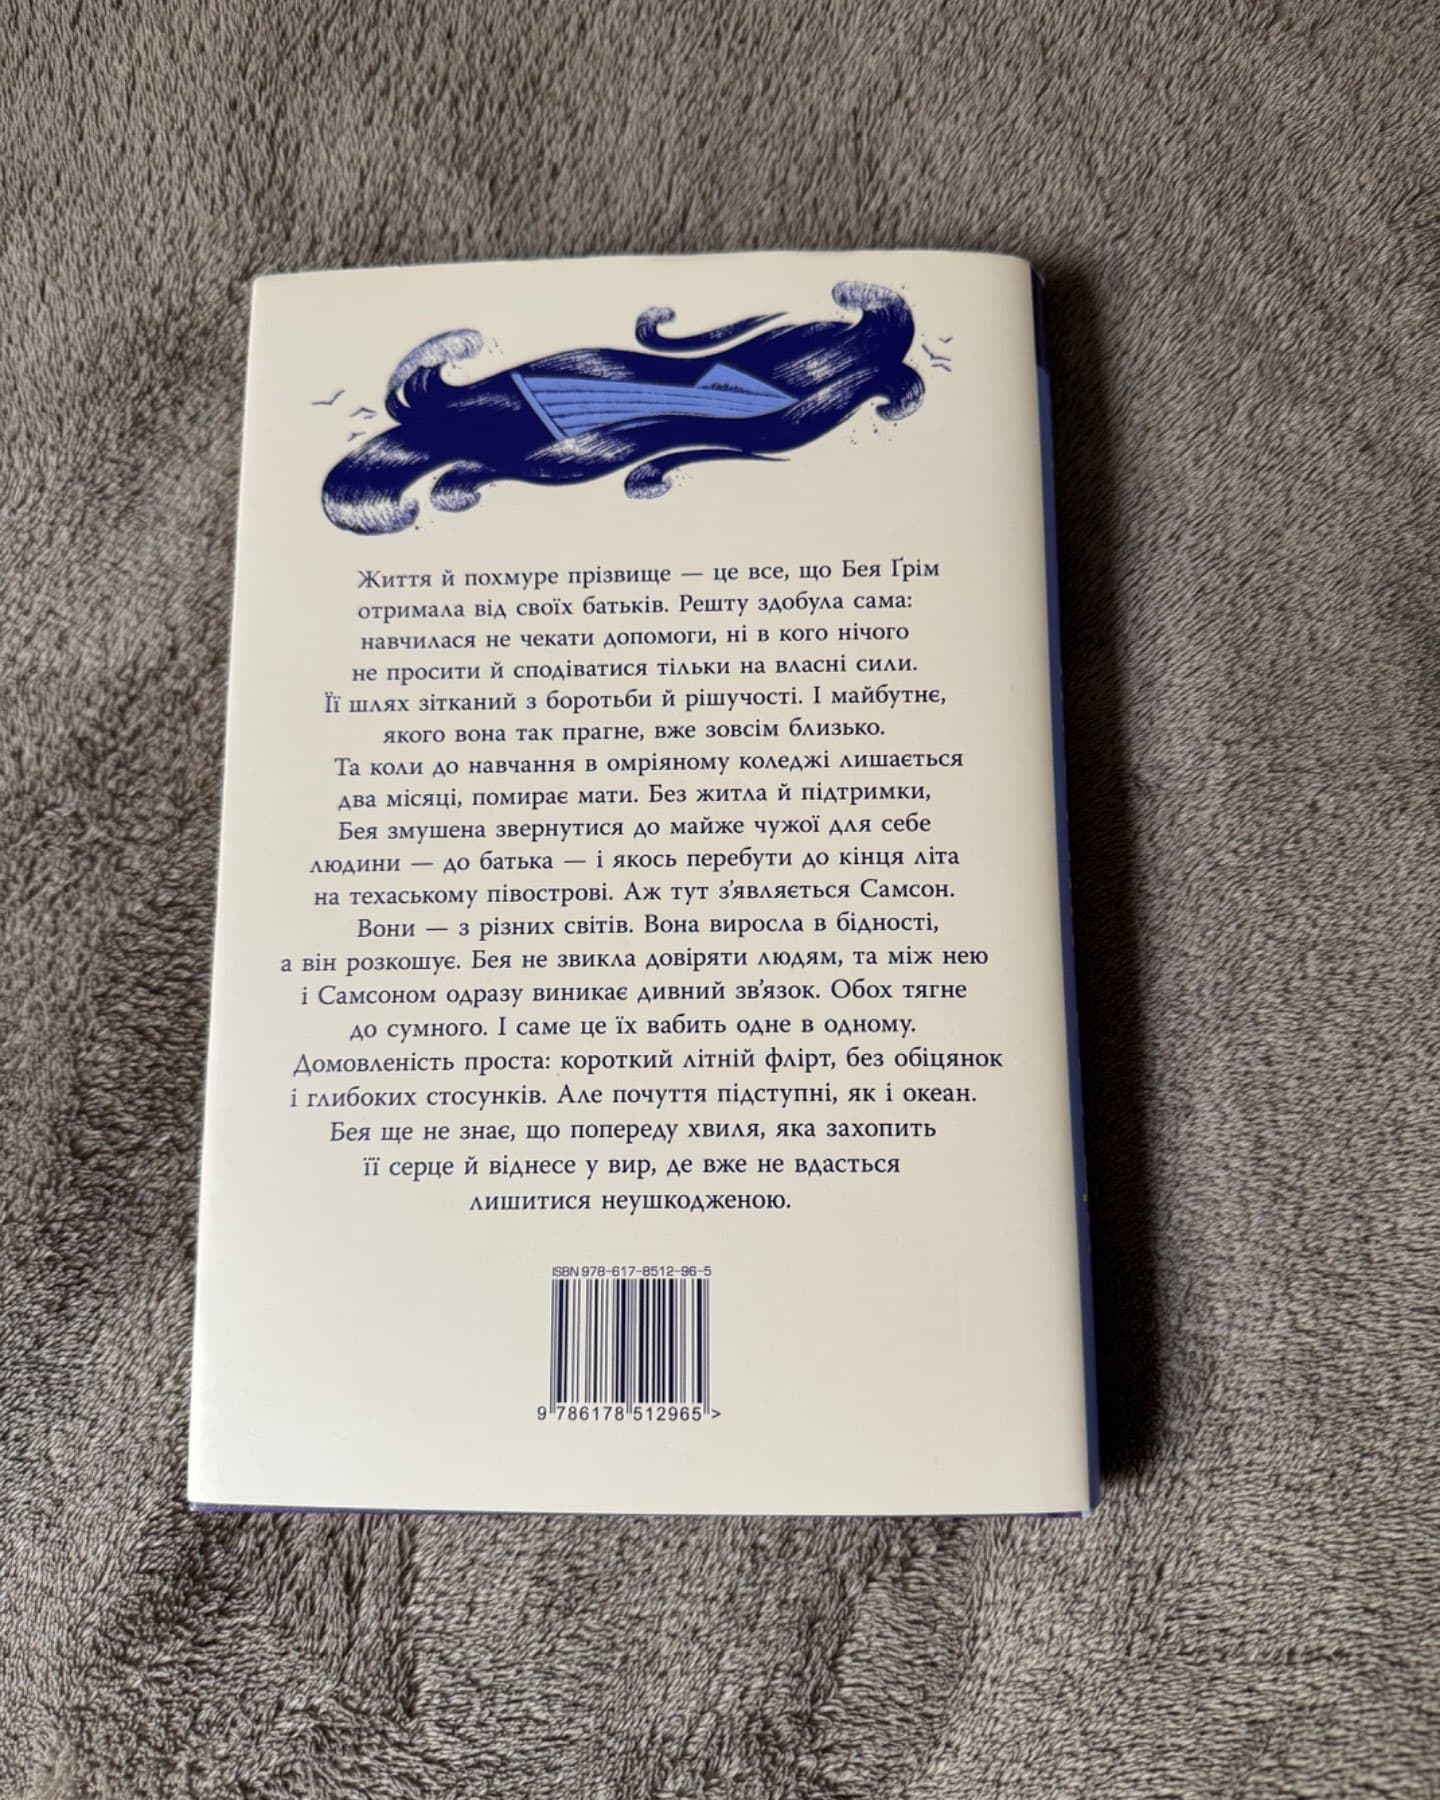 Життя й похмуре прізвище — це все, що Бея Ґрім
отримала від своїх батьків. Решту здобула сама:
навчилася не чекати допомоги, ні в кого нічого
не просити й сподіватися тільки на власні сили.
Її шлях зітканий з боротьби й рішучості. І майбутнє,
якого вона так прагне, вже зовсім близько.
Та коли до навчання в омріяному коледжі лишається
два місяці, помирає мати. Без житла й підтримки,
Бея змушена звернутися до майже чужої для себе
людини — до батька — і якось перебути до кінця літа
на техаському півострові. Аж тут з'являється Самсон.
Вони — з різних світів. Вона виросла в бідності,
а він розкошує. Бея не звикла довіряти людям, та між нею
і Самсоном одразу виникає дивний зв'язок. Обох тягне
до сумного. І саме це їх вабить одне в одному.
Домовленість проста: короткий літній флірт, без обіцянок
і глибоких стосунків. Але почуття підступні, як і океан.
Бея ще не знає, що попереду хвиля, яка захопить
її серце й віднесе у вир, де вже не вдасться
лишитися неушкодженою.
ISBN 978-617-8512-96-5
9 786178 512965 >